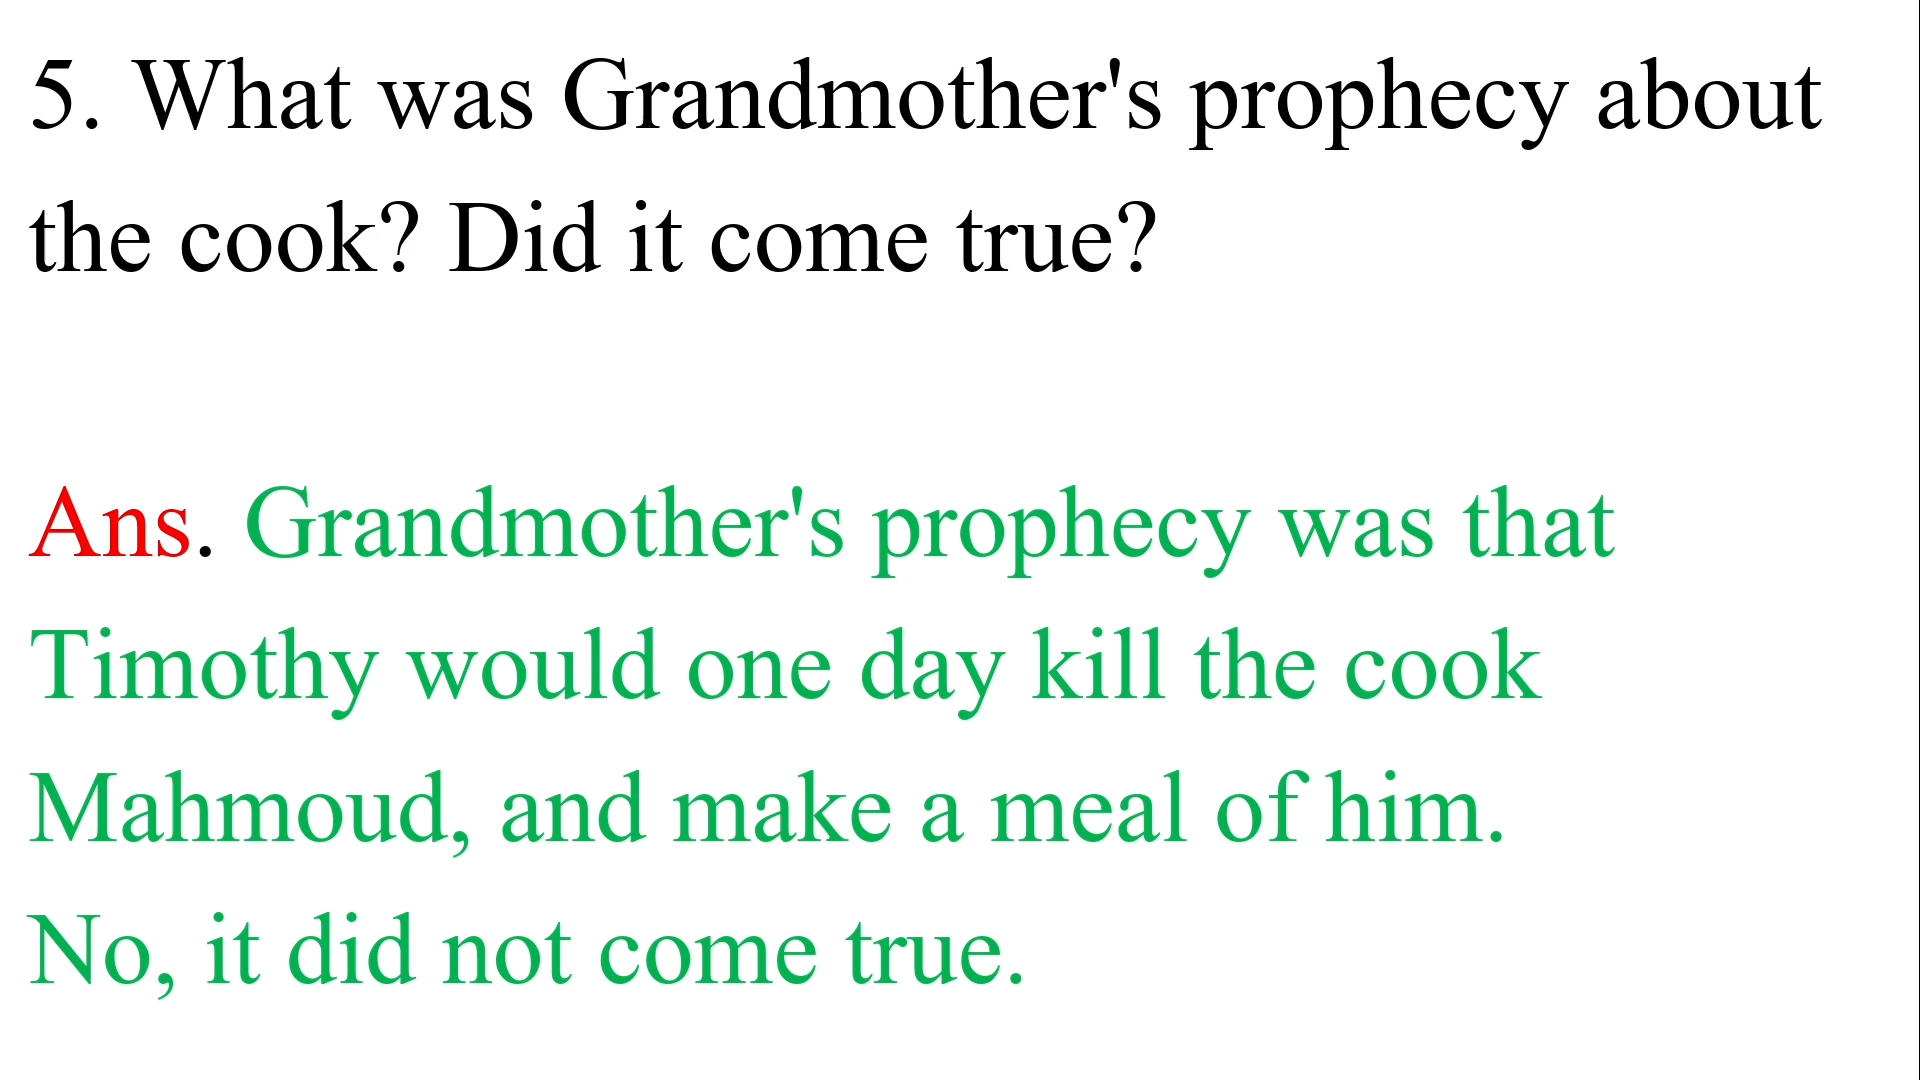 5. What was Grandmother's prophecy about
the cook? Did it come true?
Ans. Grandmother's prophecy was that
Timothy would one day kill the cook
Mahmoud, and make a meal of him.
No, it did not come true.